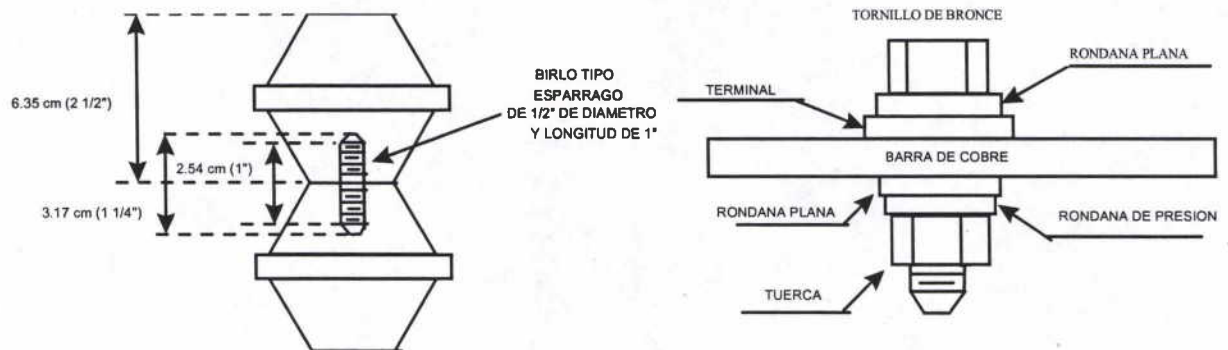 6.35 cm (2 1/2")
2.54 cm (1")
3.17 cm (1 1/4")
BIRLO TIPO
ESPARRAGO
DE 1/2" DE DIAMETRO
Y LONGITUD DE 1"
TORNILLO DE BRONCE
RONDANA PLANA
TERMINAL
BARRA DE COBRE
RONDANA PLANA
RONDANA DE PRESION
TUERCA